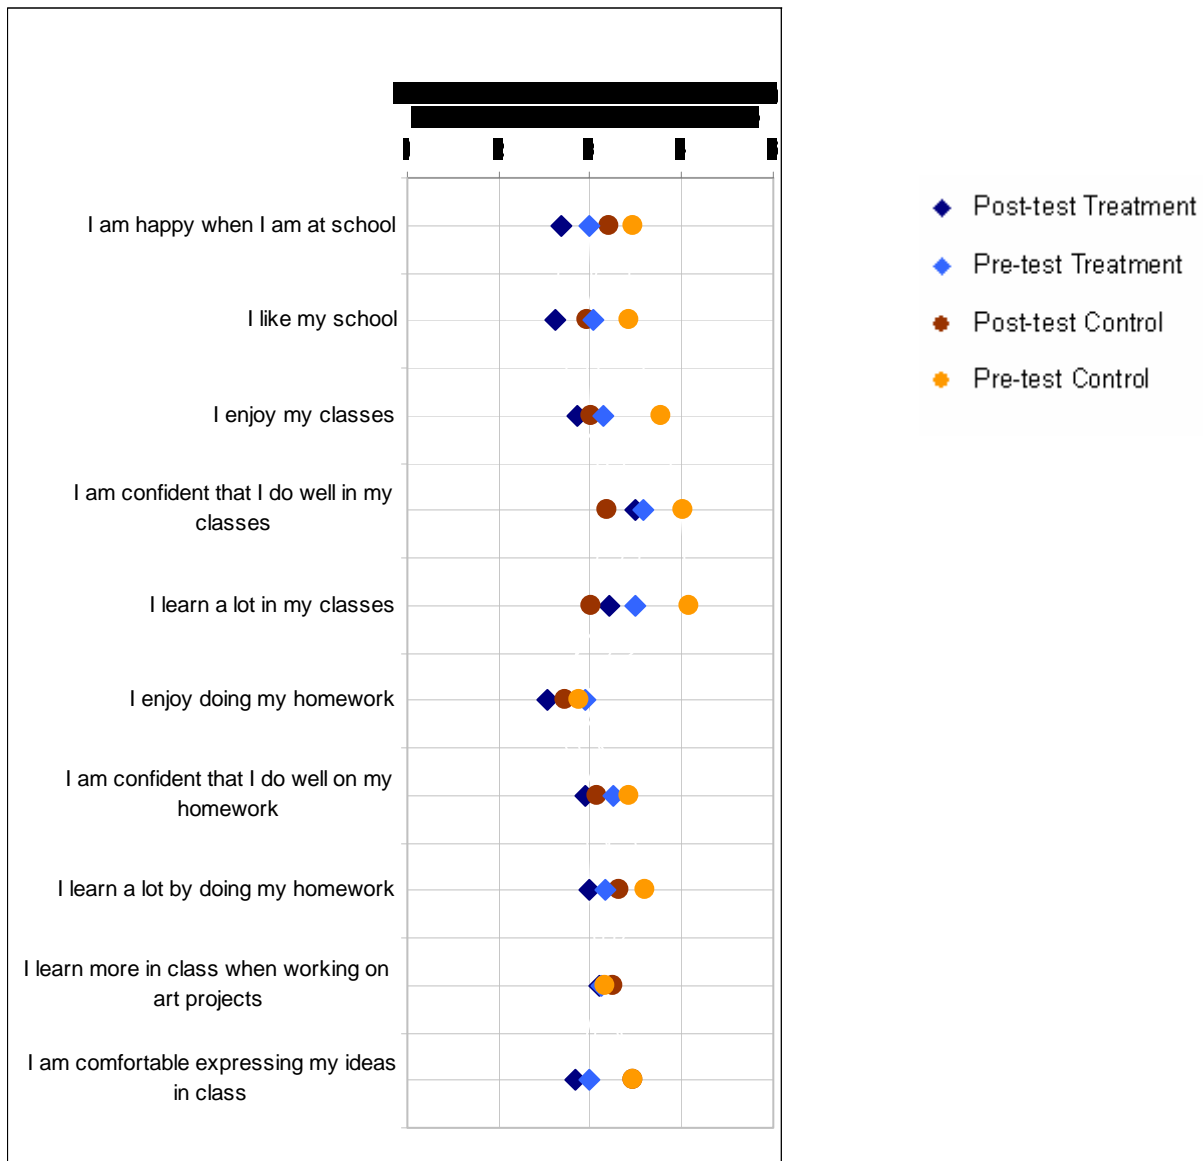 I am happy when I am at school
I like my school
I enjoy my classes
I am confident that I do well in my
classes
I learn a lot in my classes
I enjoy doing my homework
I am confident that I do well on my
homework
I learn a lot by doing my homework
I learn more in class when working on
art projects
I am comfortable expressing my ideas
in class
Post-test Treatment
Pre-test Treatment
Post-test Control
Pre-test Control